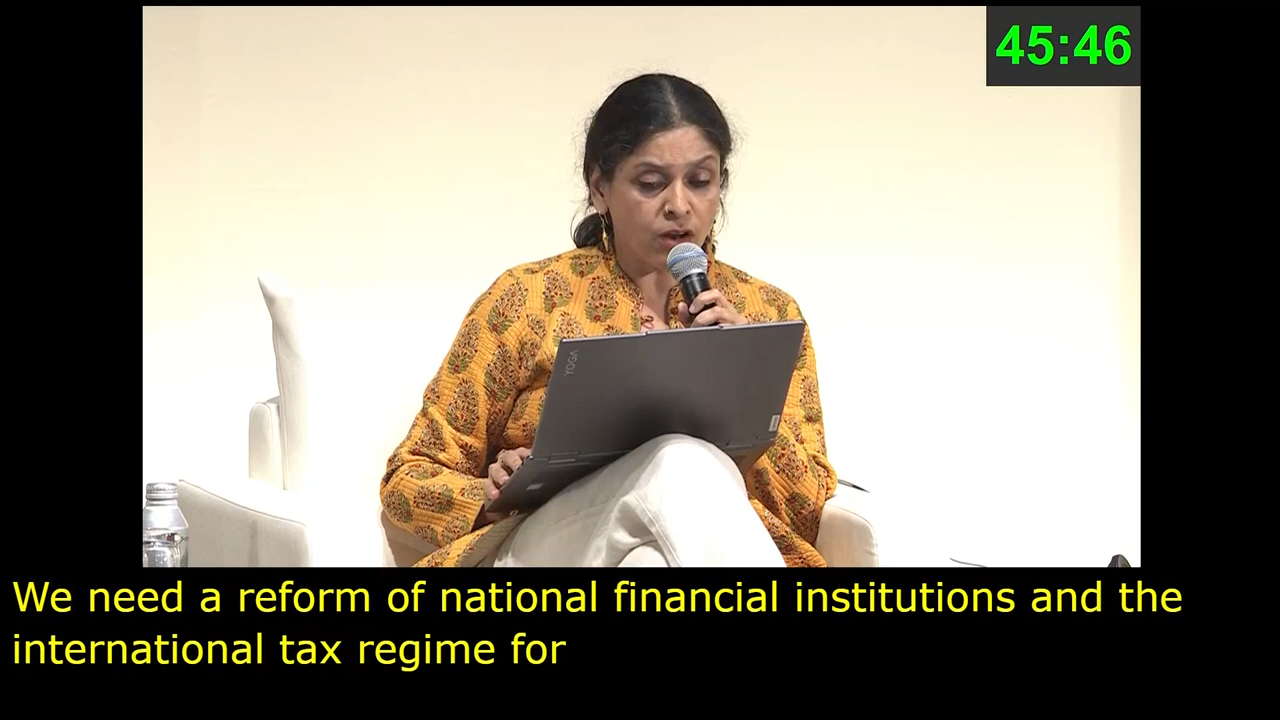 45:46
YOGA
We need a reform of national financial institutions and the
international tax regime for